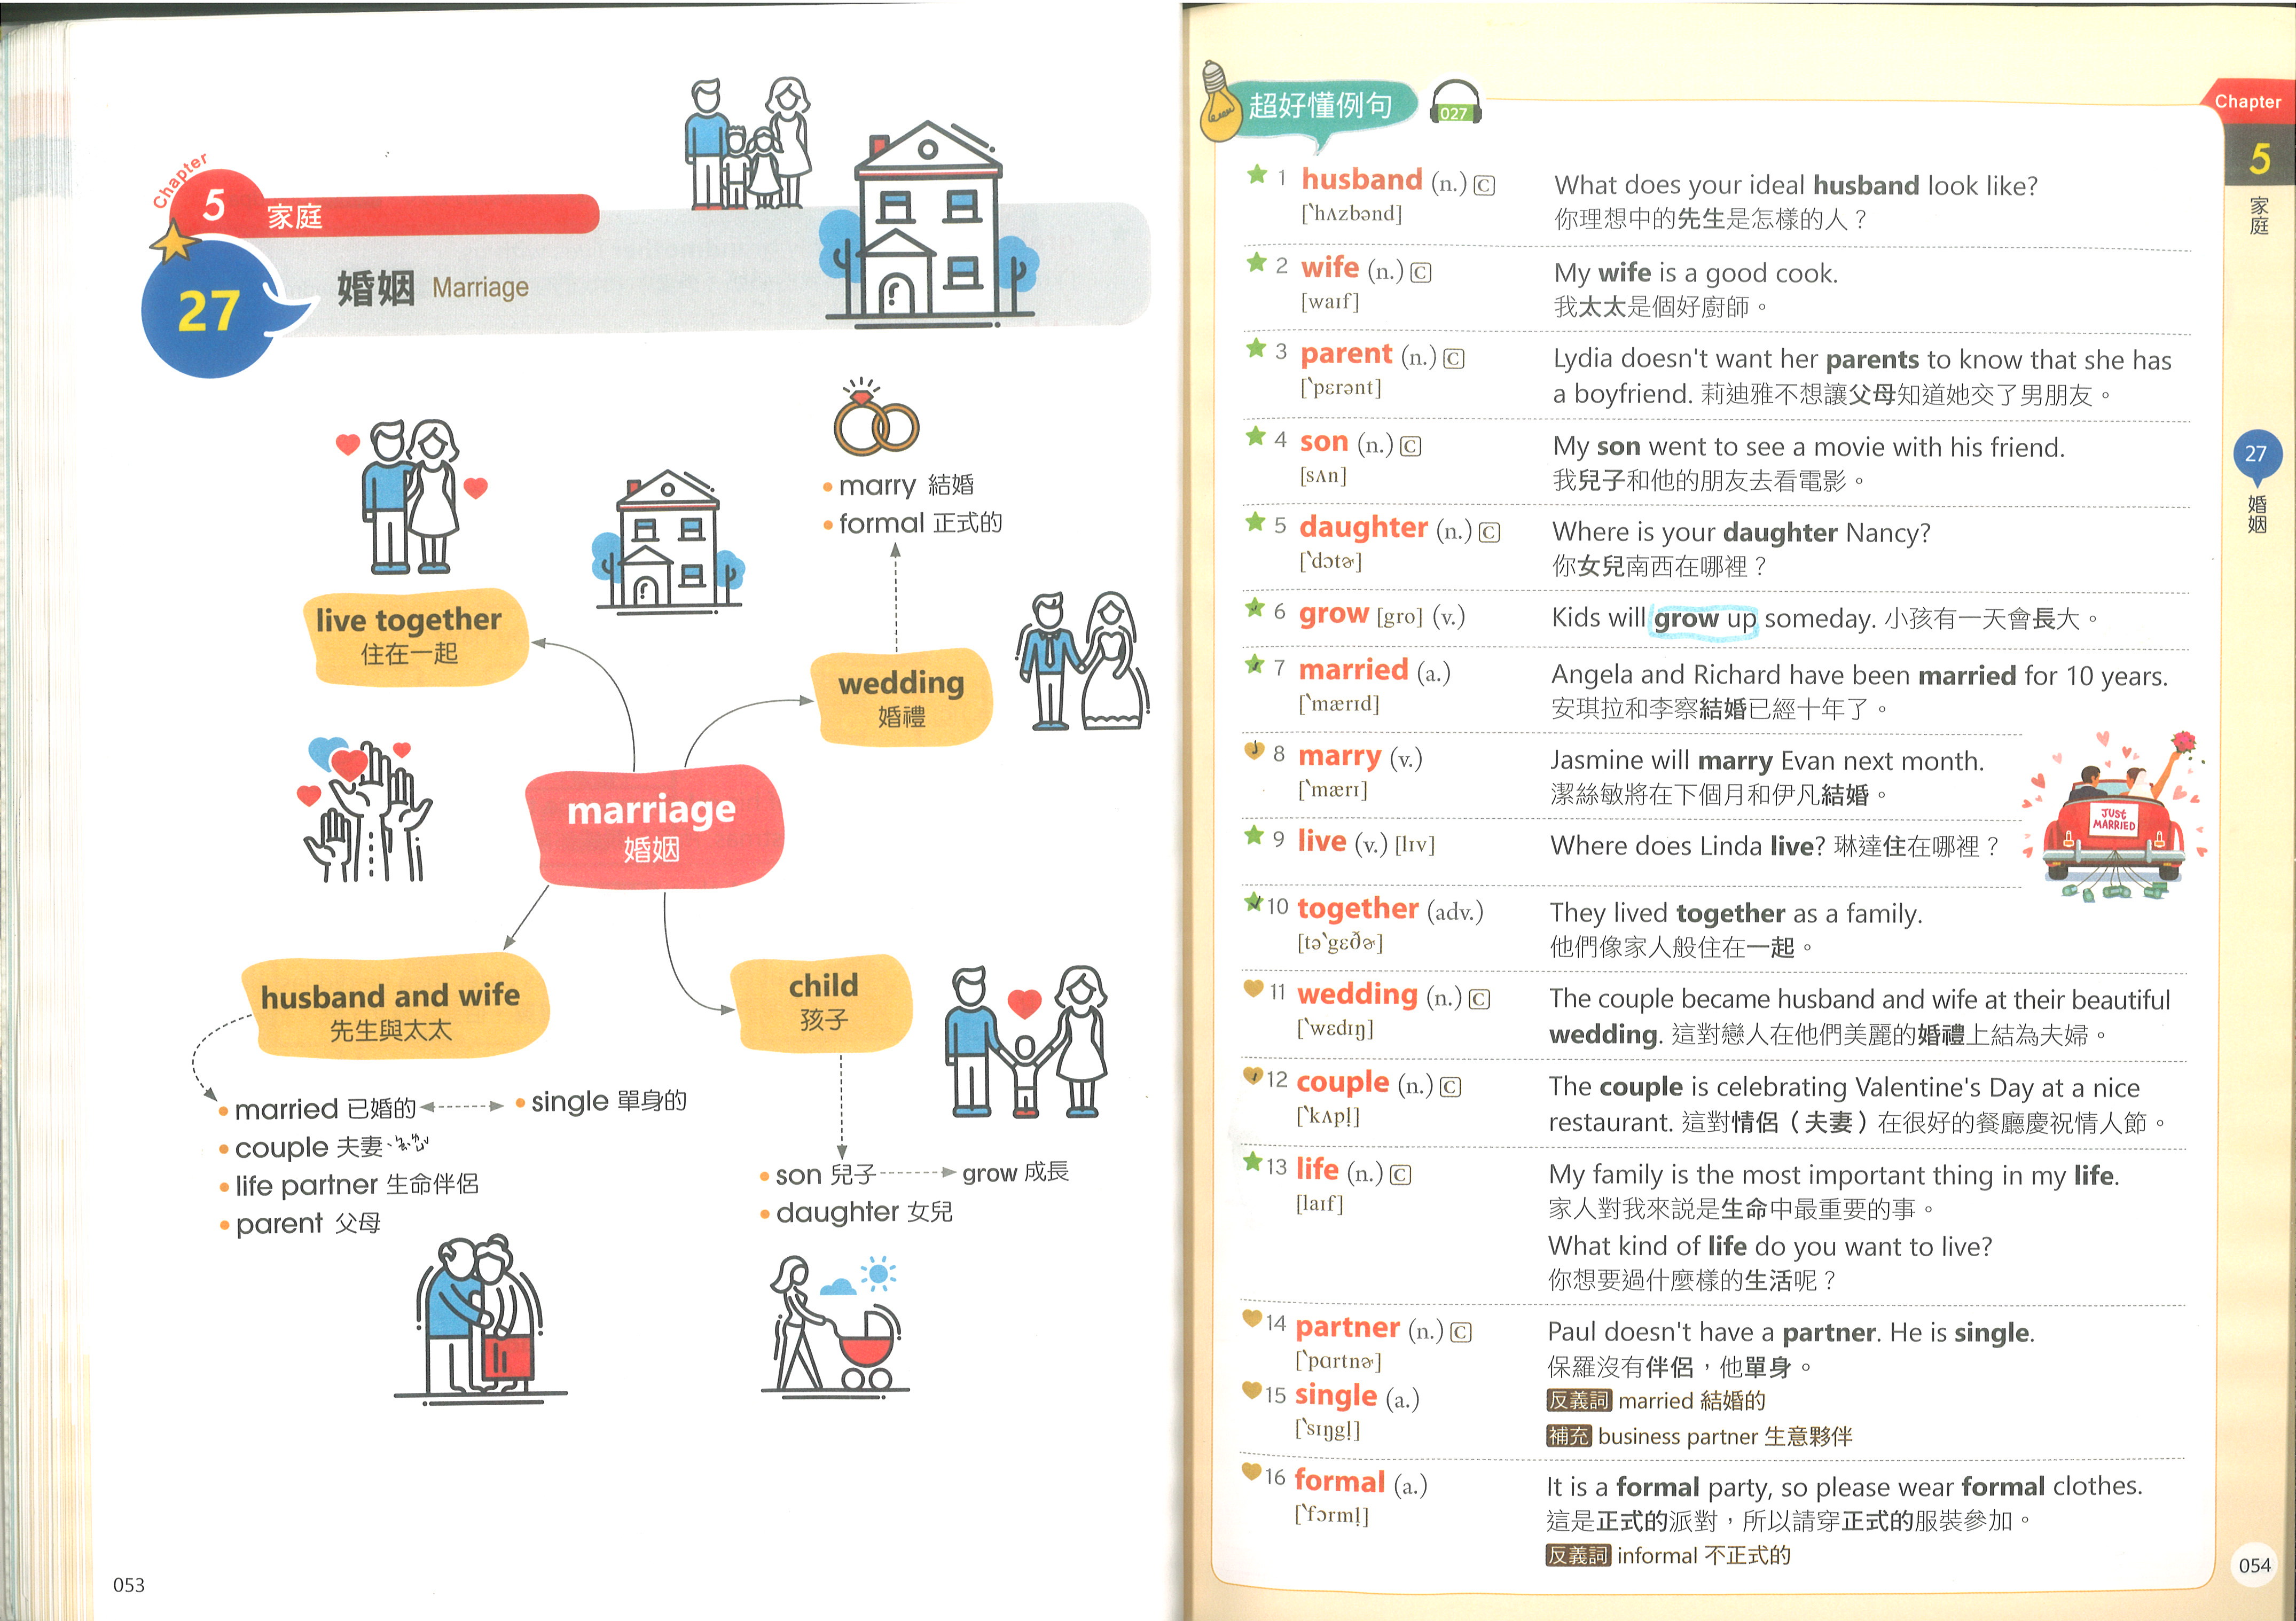 Chapter
5
家庭
27
婚姻 Marriage
live together
住在一起
• marry 結婚
• formal 正式的
wedding
婚禮
marriage
婚姻
husband and wife
先生與太太
• married 已婚的
• single 單身的
• couple 夫妻、
• life partner 生命伴侶
• parent 父母
child
孩子
• son 兒子
grow 成長
• daughter 女兒
053
超好懂例句
027
1 husband (n.) C
[ˋhʌzbənd]
What does your ideal husband look like?
你理想中的先生是怎樣的人？
2 wife (n.) C
[waɪf]
My wife is a good cook.
我太太是個好廚師。
3 parent (n.) C
[ˋpɛrənt]
Lydia doesn't want her parents to know that she has
a boyfriend. 莉迪雅不想讓父母知道她交了男朋友。
4 son (n.) C
[sʌn]
My son went to see a movie with his friend.
我兒子和他的朋友去看電影。
5 daughter (n.) C
[ˋdɔtɚ]
Where is your daughter Nancy?
你女兒南西在哪裡？
6 grow [gro] (v.)
Kids will grow up someday. 小孩有一天會長大。
7 married (a.)
[ˋmærɪd]
Angela and Richard have been married for 10 years.
安琪拉和李察結婚已經十年了。
8 marry (v.)
[ˋmærɪ]
Jasmine will marry Evan next month.
潔絲敏將在下個月和伊凡結婚。
JUST
MARRIED
9 live (v.) [lɪv]
Where does Linda live? 琳達住在哪裡？
10 together (adv.)
[təˋgɛðɚ]
They lived together as a family.
他們像家人般住在一起。
11 wedding (n.) C
[ˋwɛdɪŋ]
The couple became husband and wife at their beautiful
wedding. 這對戀人在他們美麗的婚禮上結為夫婦。
12 couple (n.) C
[ˋkʌpl̩]
The couple is celebrating Valentine's Day at a nice
restaurant. 這對情侶（夫妻）在很好的餐廳慶祝情人節。
13 life (n.) C
[laɪf]
My family is the most important thing in my life.
家人對我來說是生命中最重要的事。
What kind of life do you want to live?
你想要過什麼樣的生活呢？
14 partner (n.) C
[ˋpɑrtnɚ]
Paul doesn't have a partner. He is single.
保羅沒有伴侶，他單身。
15 single (a.)
[ˋsɪŋgl̩]
反義詞 married 結婚的
補充 business partner 生意夥伴
16 formal (a.)
[ˋfɔrml̩]
It is a formal party, so please wear formal clothes.
這是正式的派對，所以請穿正式的服裝參加。
反義詞 informal 不正式的
Chapter
5
家庭
27
婚姻
054